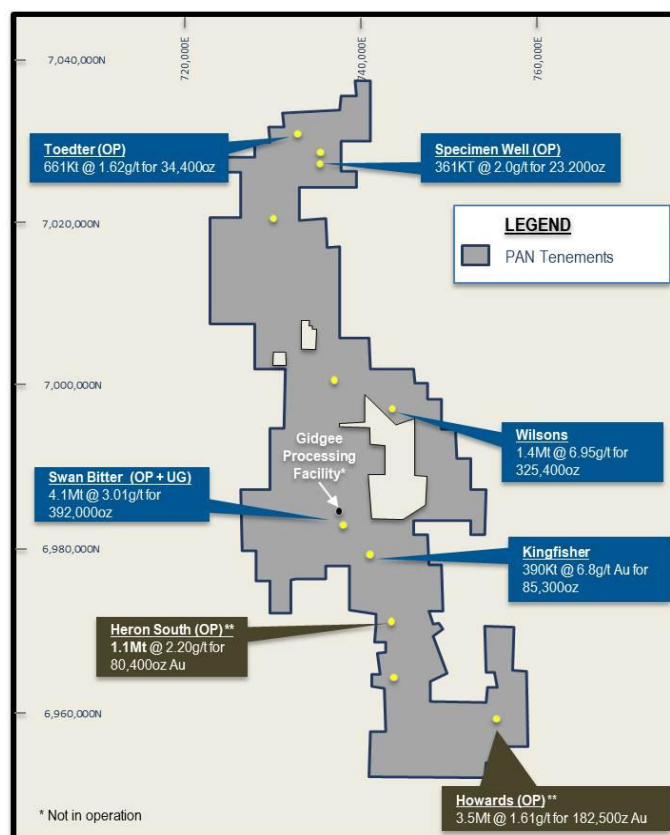 720,000E
740,000E
760,000E
7,040,000N
Toedter (OP)
661Kt @ 1.62g/t for 34,400oz
Specimen Well (OP)
361KT @ 2.0g/t for 23.200oz
7,020,000N
LEGEND
PAN Tenements
7,000,000N
Gidgee
Processing
Facility*
Wilsons
1.4Mt @ 6.95g/t for
325,400oz
Swan Bitter (OP + UG)
4.1Mt @ 3.01g/t for
392,000oz
6,980,000N
Kingfisher
390Kt @ 6.8g/t Au for
85,300oz
Heron South (OP)**
1.1Mt @ 2.20g/t for
80,400oz Au
6,960,000N
Howards (OP)**
3.5Mt @ 1.61g/t for 182,500z Au
* Not in operation